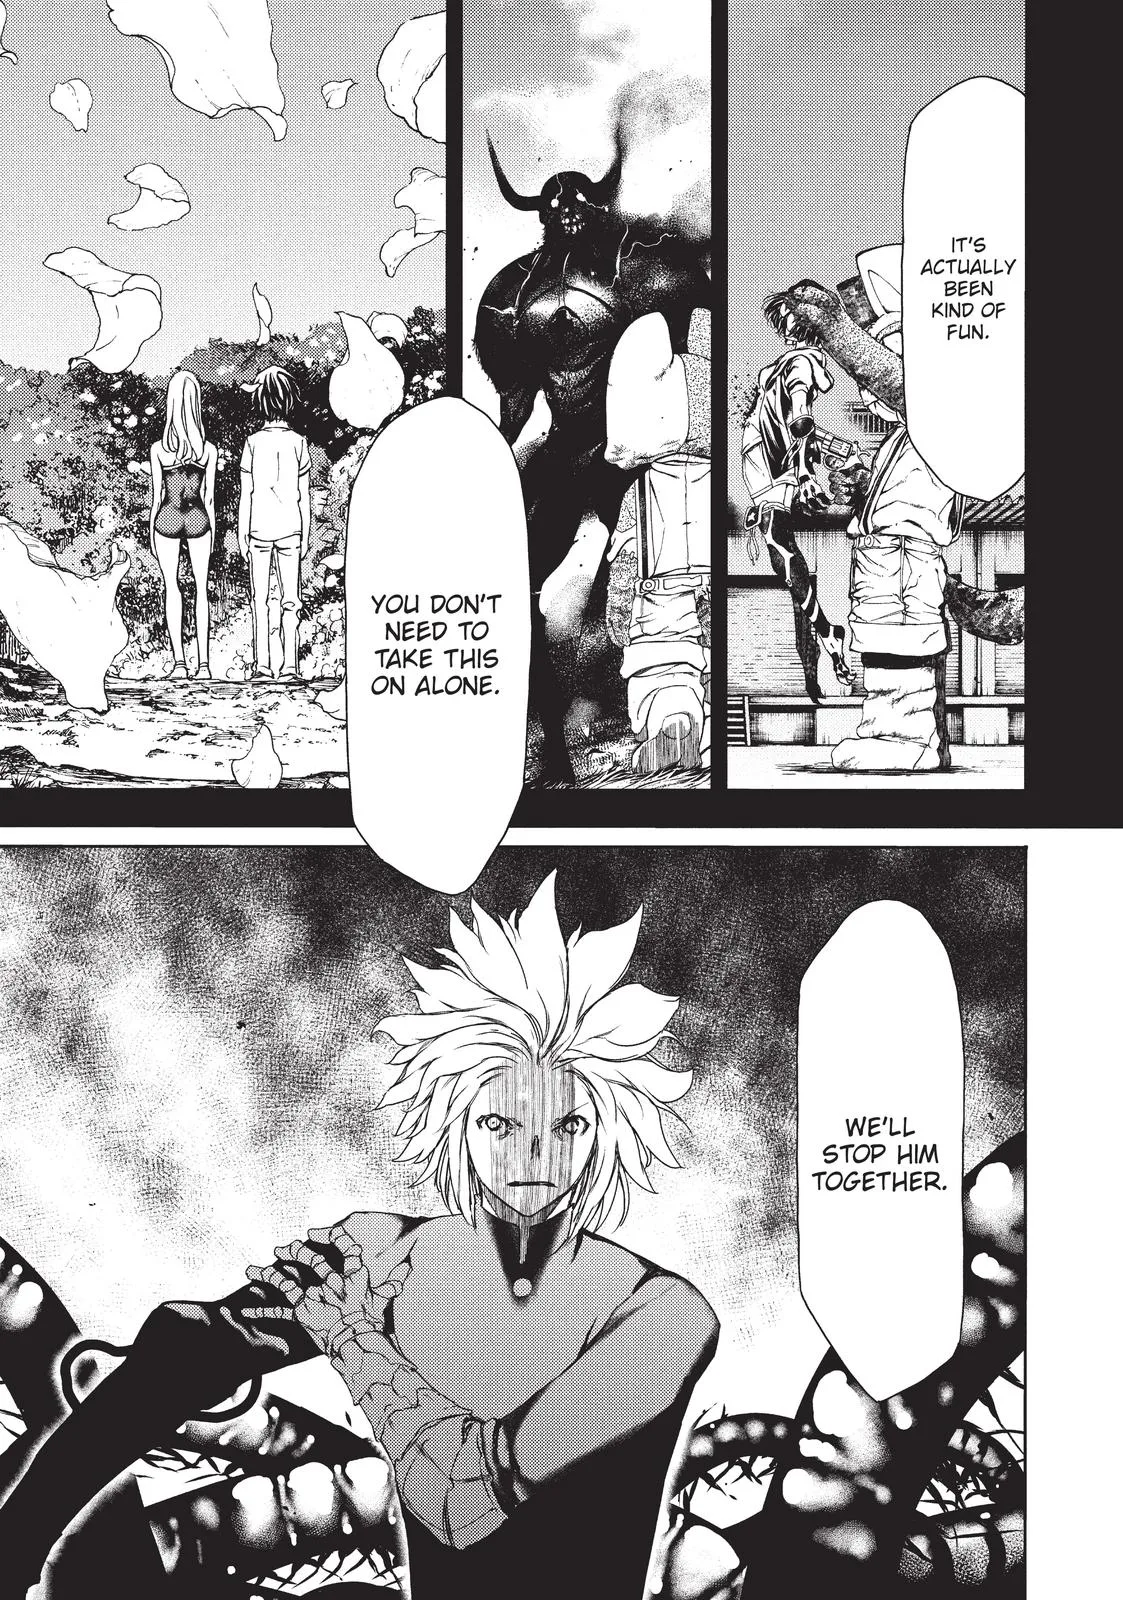 IT'S
ACTUALLY
BEEN
KIND OF
FUN.
YOU DON'T
NEED TO
TAKE THIS
ON ALONE.
WE'LL
STOP HIM
TOGETHER.